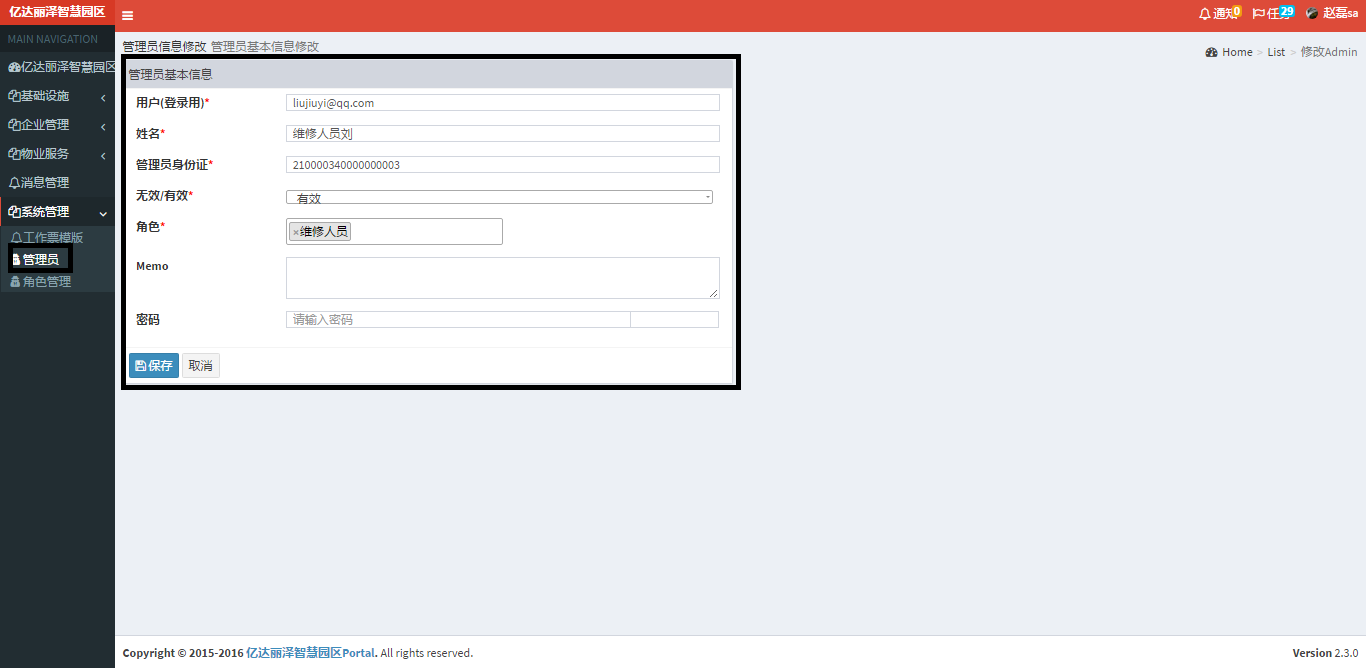 亿达丽泽智慧园区
通知 0 任务 29 赵磊sa
MAIN NAVIGATION
亿达丽泽智慧园区
基础设施
企业管理
物业服务
消息管理
系统管理
工作票模版
管理员
角色管理
管理员信息修改 管理员基本信息修改
Home > List > 修改Admin
管理员基本信息
用户(登录用)*
liujiuyi@qq.com
姓名*
维修人员刘
管理员身份证*
210000340000000003
无效/有效*
有效
角色*
×维修人员
Memo
密码
请输入密码
保存 取消
Copyright © 2015-2016 亿达丽泽智慧园区Portal. All rights reserved.
Version 2.3.0